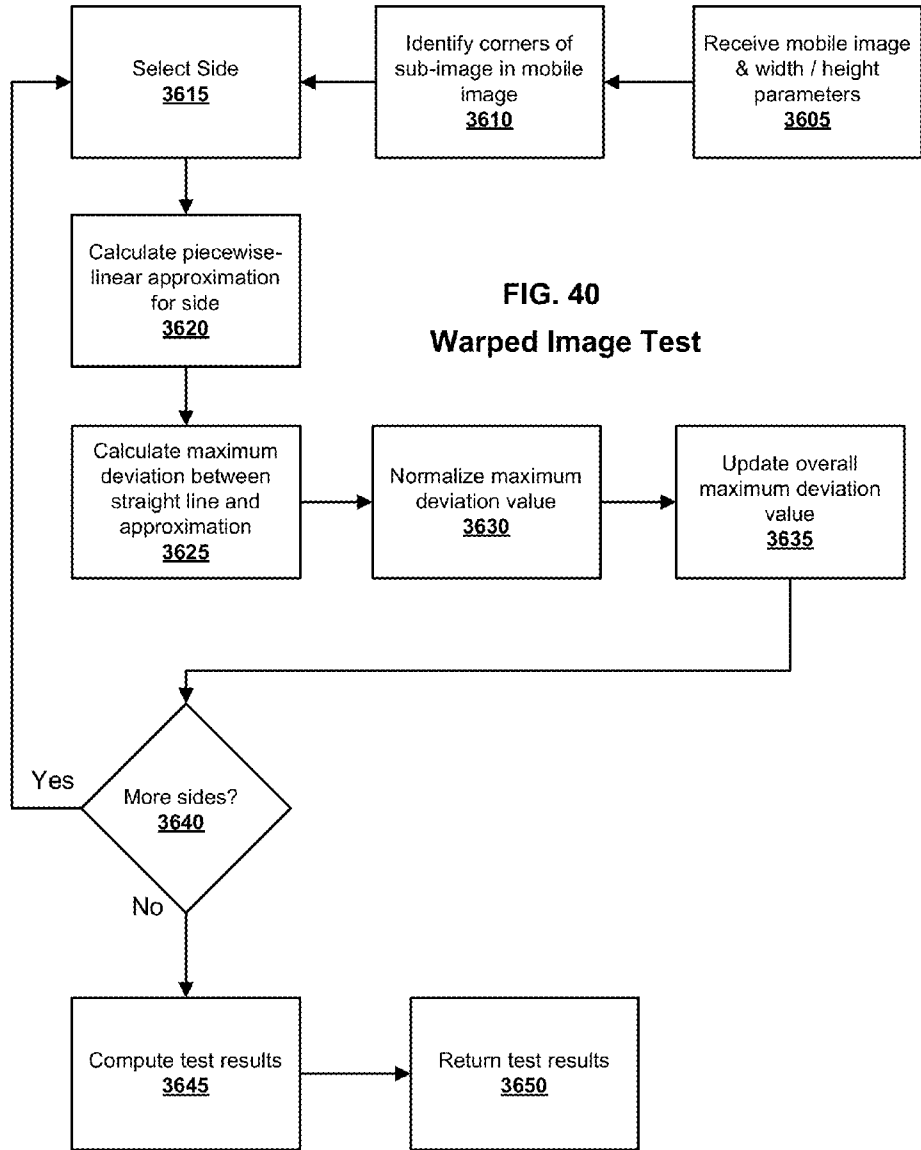 Select Side
3615
Identify corners of
sub-image in mobile
image
3610
Receive mobile image
& width / height
parameters
3605
Calculate piecewise-
linear approximation
for side
3620
FIG. 40
Warped Image Test
Calculate maximum
deviation between
straight line and
approximation
3625
Normalize maximum
deviation value
3630
Update overall
maximum deviation
value
3635
Yes
More sides?
3640
No
Compute test results
3645
Return test results
3650